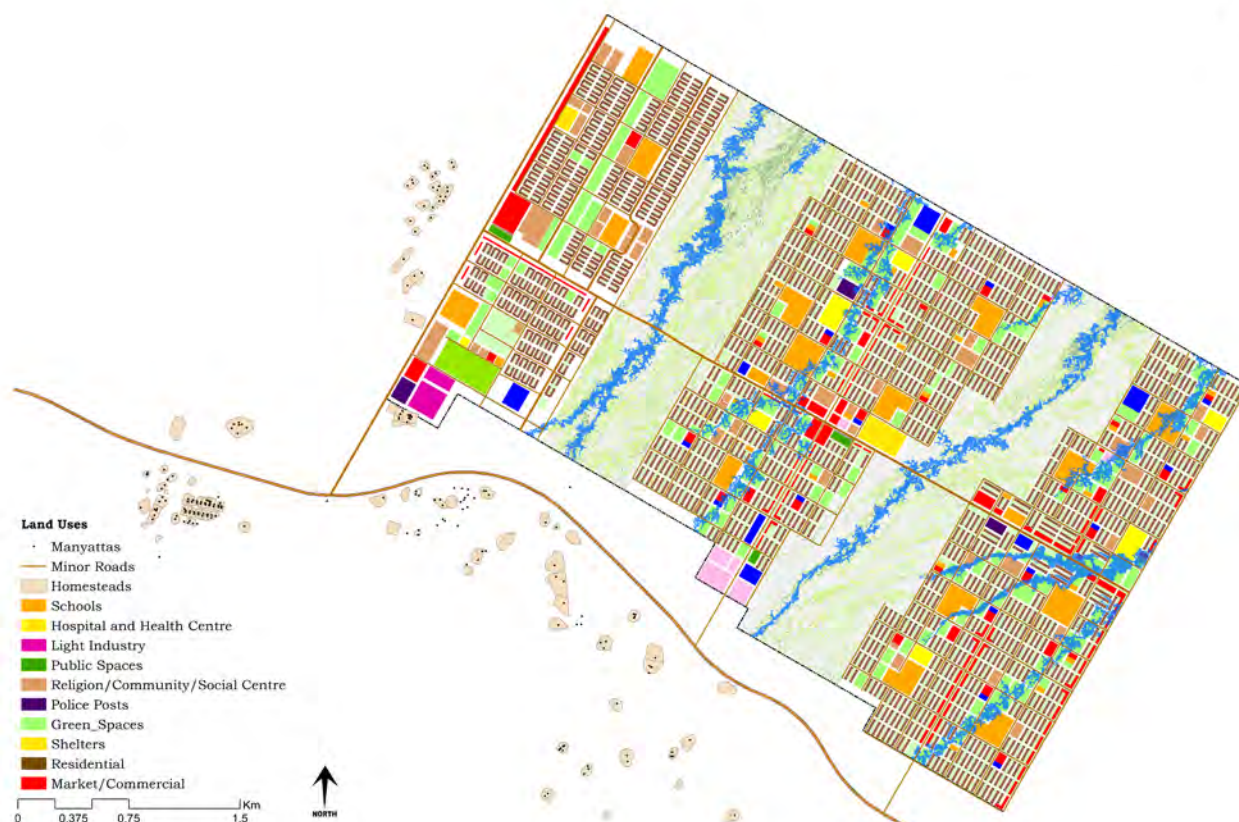 Land Uses
Manyattas
Minor Roads
Homesteads
Schools
Hospital and Health Centre
Light Industry
Public Spaces
Religion/Community/Social Centre
Police Posts
Green_Spaces
Shelters
Residential
Market/Commercial
Km
0 0.375 0.75 1.5
NORTH